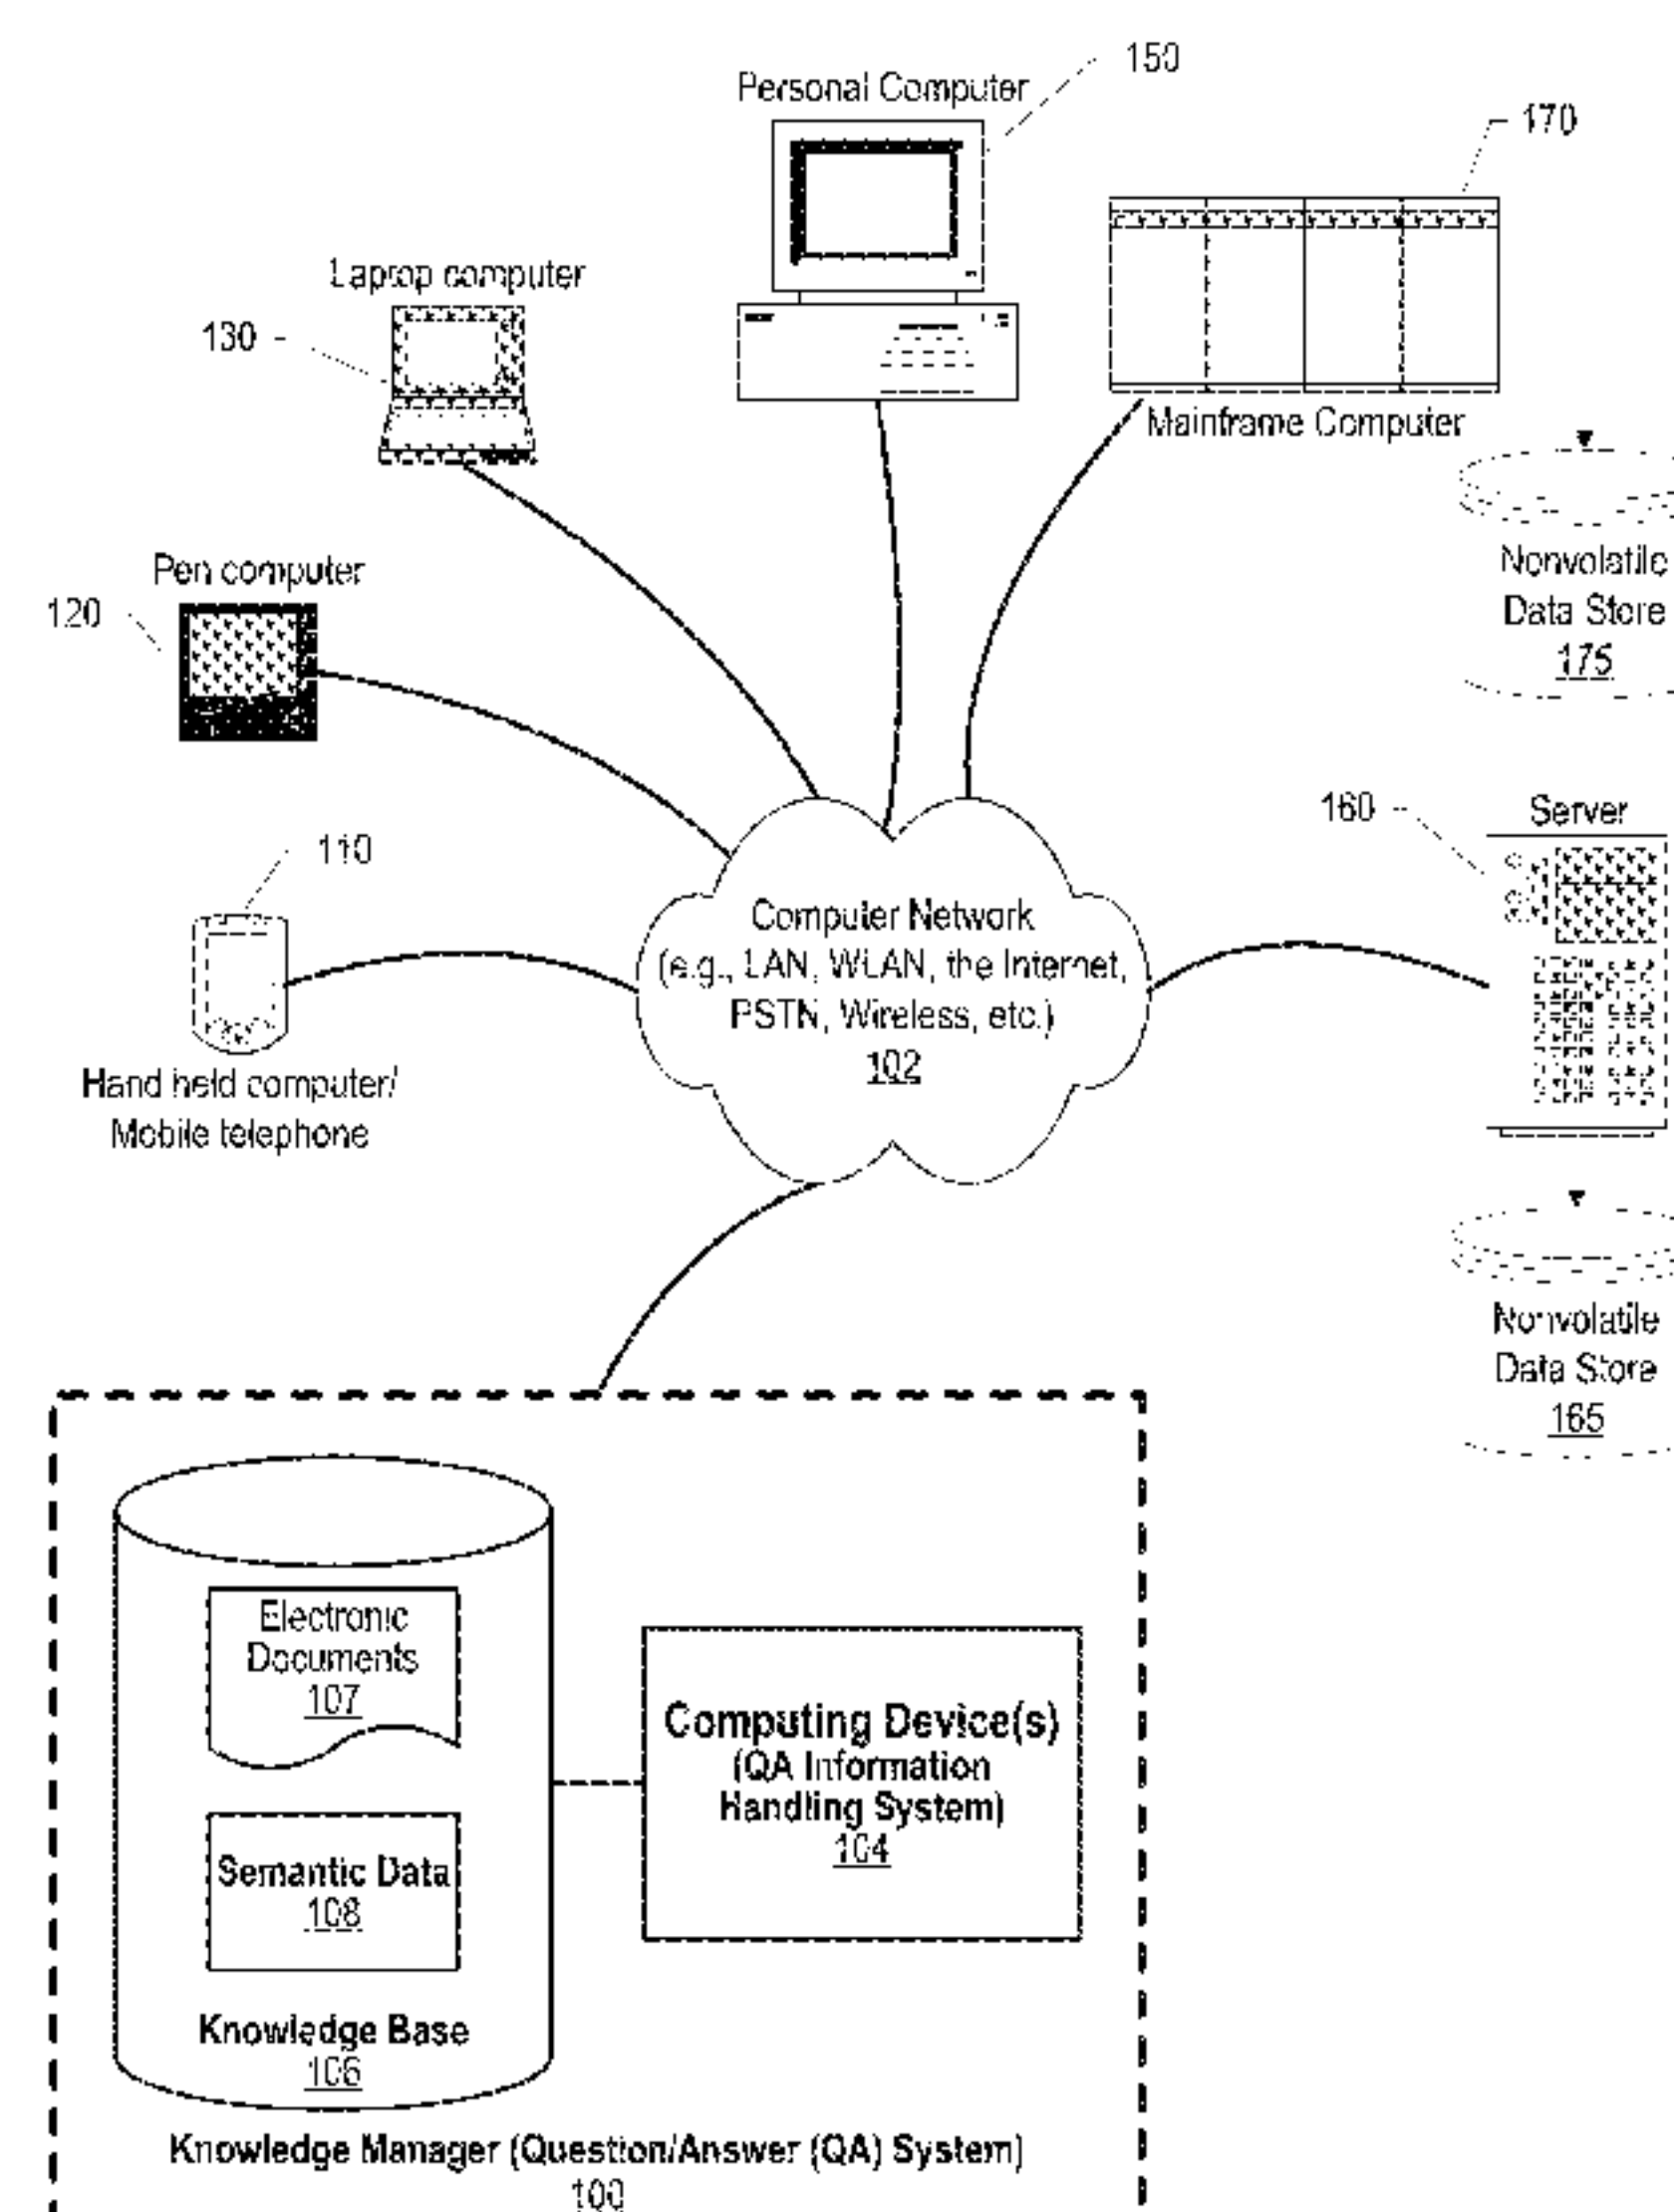 150
Personal Computer
170
Laptop computer
130
Mainframe Computer
Pen computer
120
Nonvolatile
Data Store
175
160
Server
110
Computer Network
(e.g., LAN, WLAN, the Internet,
PSTN, Wireless, etc.)
102
Hand held computer/
Mobile telephone
Nonvolatile
Data Store
165
Electronic
Documents
107
Computing Device(s)
(QA Information
Handling System)
104
Semantic Data
108
Knowledge Base
106
Knowledge Manager (Question/Answer (QA) System)
100